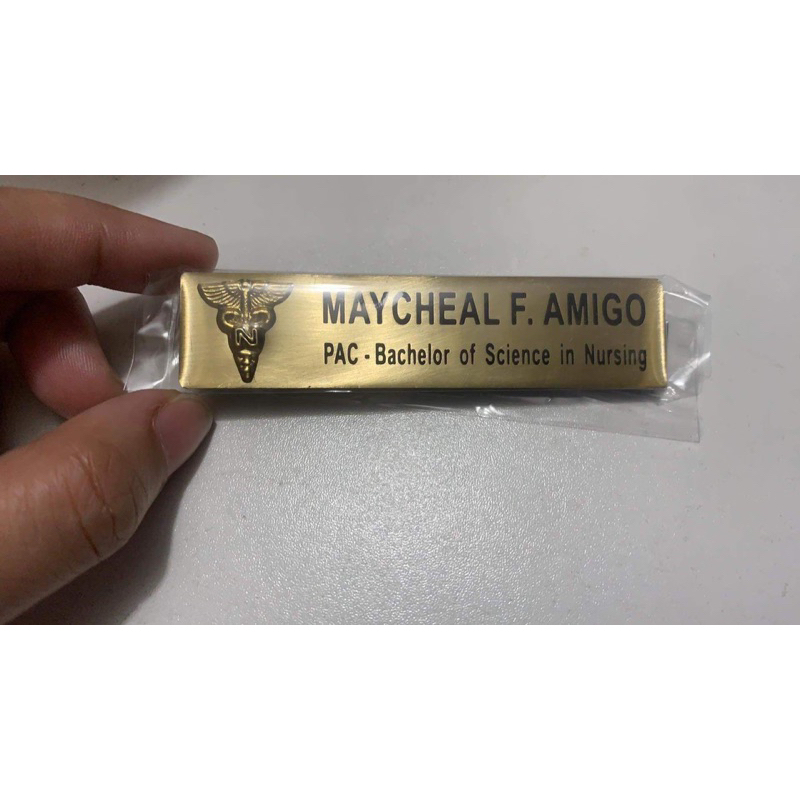 MAYCHEAL F. AMIGO
PAC - Bachelor of Science in Nursing
N